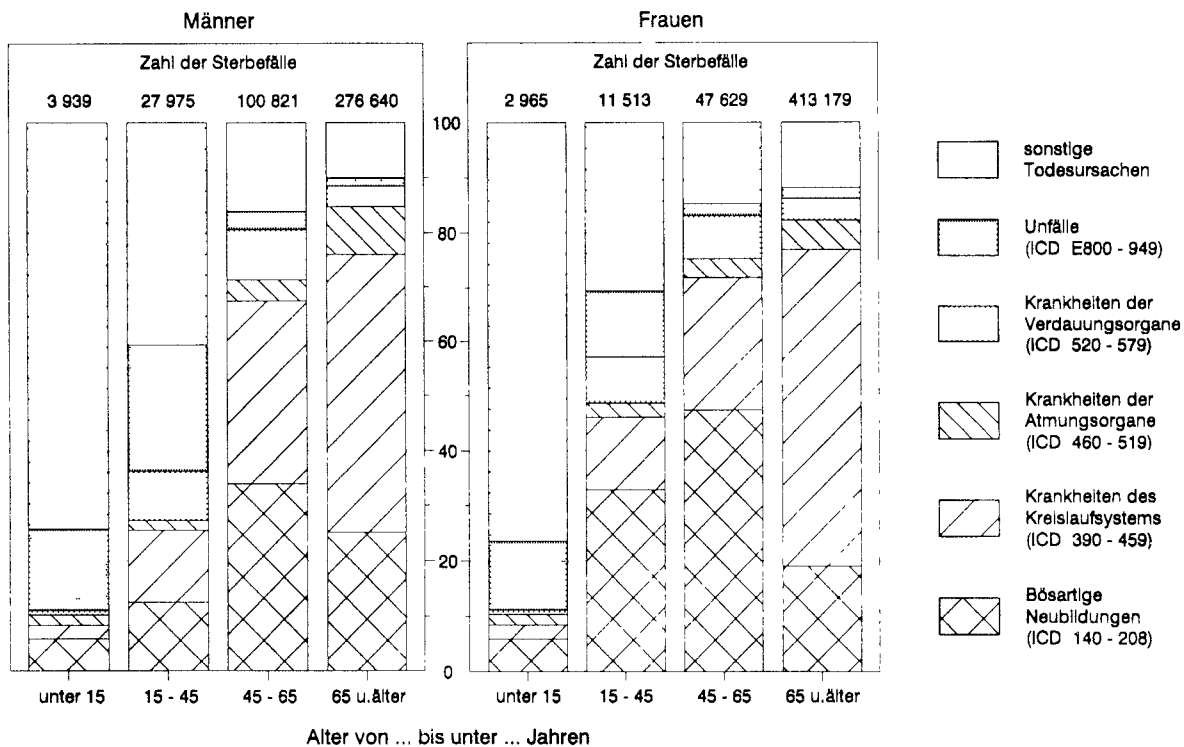 Männer
Zahl der Sterbefälle
3 939 27 975 100 821 276 640
unter 15 15 - 45 45 - 65 65 u.älter
100
80
60
40
20
0
Frauen
Zahl der Sterbefälle
2 965 11 513 47 629 413 179
unter 15 15 - 45 45 - 65 65 u.älter
Alter von ... bis unter ... Jahren
sonstige
Todesursachen
Unfälle
(ICD E800 - 949)
Krankheiten der
Verdauungsorgane
(ICD 520 - 579)
Krankheiten der
Atmungsorgane
(ICD 460 - 519)
Krankheiten des
Kreislaufsystems
(ICD 390 - 459)
Bösartige
Neubildungen
(ICD 140 - 208)